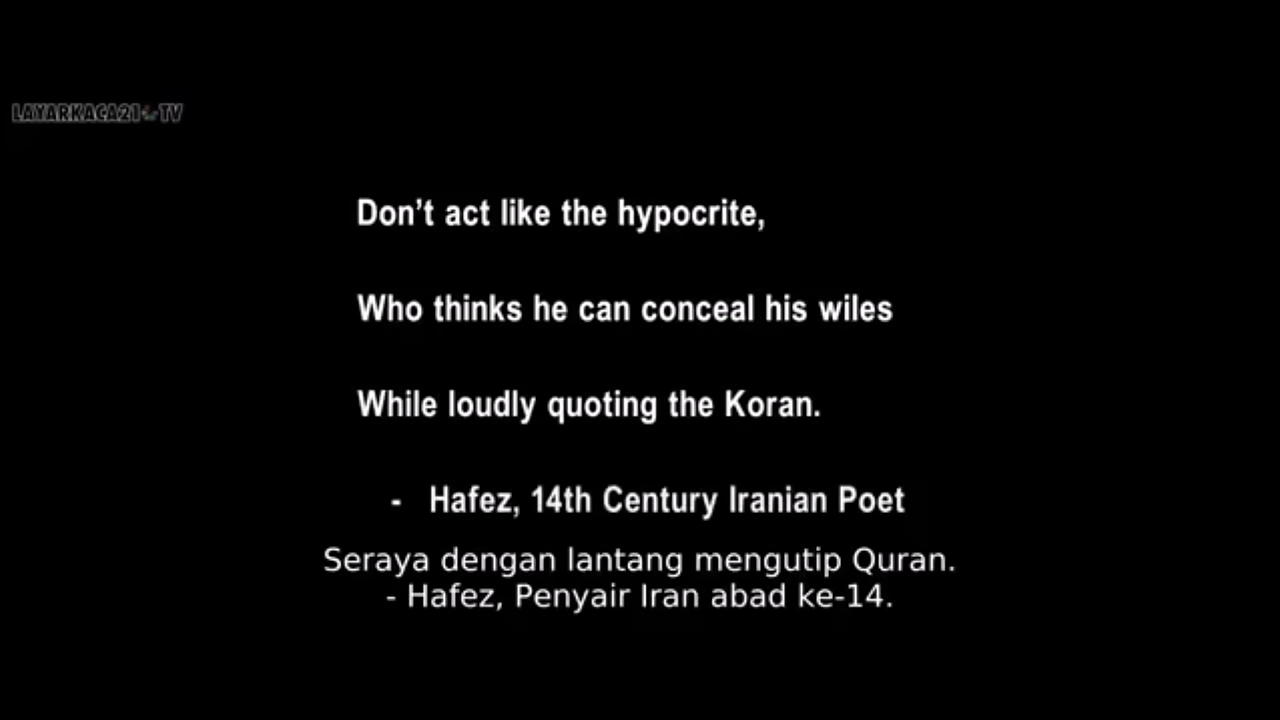 LAYARKACA21 TV
Don’t act like the hypocrite,
Who thinks he can conceal his wiles
While loudly quoting the Koran.
- Hafez, 14th Century Iranian Poet
Seraya dengan lantang mengutip Quran.
- Hafez, Penyair Iran abad ke-14.